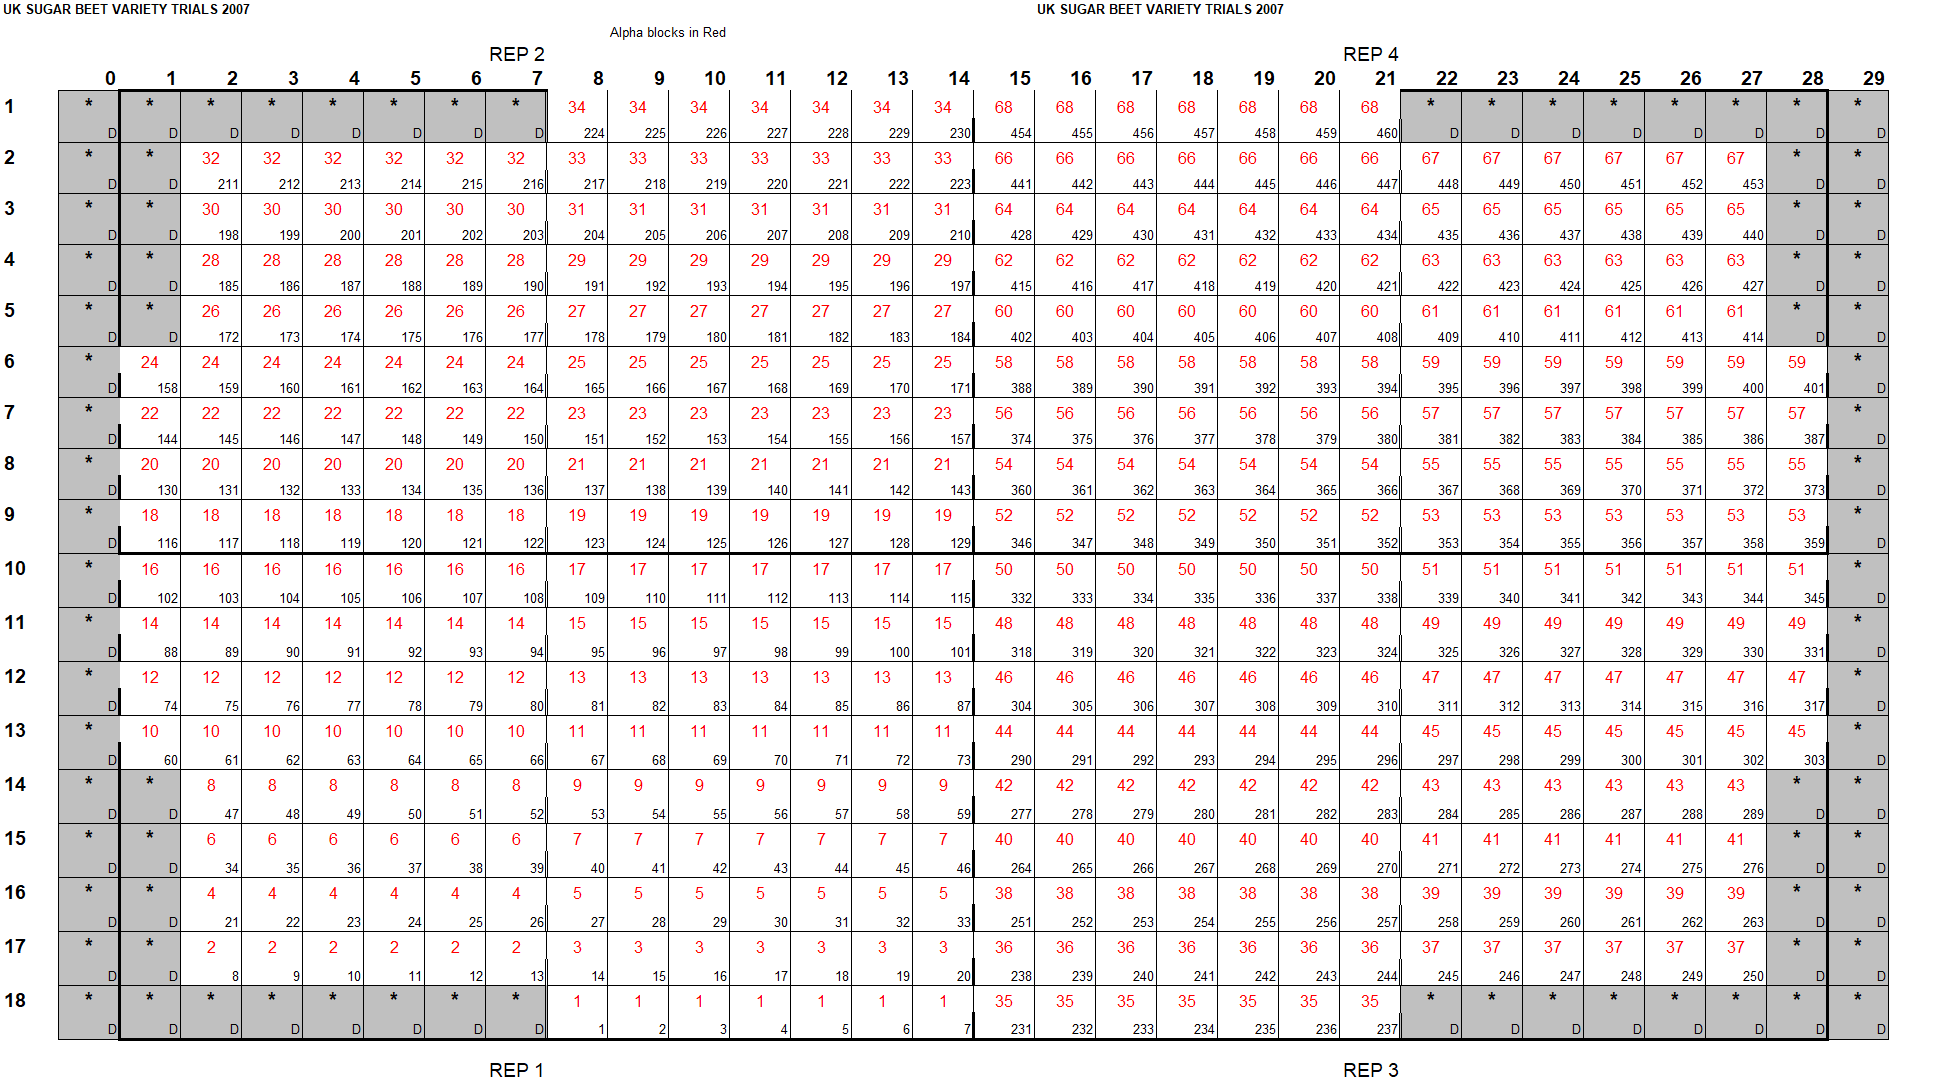 UK SUGAR BEET VARIETY TRIALS 2007 UK SUGAR BEET VARIETY TRIALS 2007
Alpha blocks in Red
REP 2 REP 4
0 1 2 3 4 5 6 7 8 9 10 11 12 13 14 15 16 17 18 19 20 21 22 23 24 25 26 27 28 29
1 * * * * * * * * 34 34 34 34 34 34 34 68 68 68 68 68 68 68 * * * * * * * *
D D D D D D D D 224 225 226 227 228 229 230 454 455 456 457 458 459 460 D D D D D D D D
2 * * 32 32 32 32 32 32 33 33 33 33 33 33 33 66 66 66 66 66 66 66 67 67 67 67 67 67 * *
D D 211 212 213 214 215 216 217 218 219 220 221 222 223 441 442 443 444 445 446 447 448 449 450 451 452 453 D D
3 * * 30 30 30 30 30 30 31 31 31 31 31 31 31 64 64 64 64 64 64 64 65 65 65 65 65 65 * *
D D 198 199 200 201 202 203 204 205 206 207 208 209 210 428 429 430 431 432 433 434 435 436 437 438 439 440 D D
4 * * 28 28 28 28 28 28 29 29 29 29 29 29 29 62 62 62 62 62 62 62 63 63 63 63 63 63 * *
D D 185 186 187 188 189 190 191 192 193 194 195 196 197 415 416 417 418 419 420 421 422 423 424 425 426 427 D D
5 * * 26 26 26 26 26 26 27 27 27 27 27 27 27 60 60 60 60 60 60 60 61 61 61 61 61 61 * *
D D 172 173 174 175 176 177 178 179 180 181 182 183 184 402 403 404 405 406 407 408 409 410 411 412 413 414 D D
6 * 24 24 24 24 24 24 24 25 25 25 25 25 25 25 58 58 58 58 58 58 58 59 59 59 59 59 59 59 *
D 158 159 160 161 162 163 164 165 166 167 168 169 170 171 388 389 390 391 392 393 394 395 396 397 398 399 400 401 D
7 * 22 22 22 22 22 22 22 23 23 23 23 23 23 23 56 56 56 56 56 56 56 57 57 57 57 57 57 57 *
D 144 145 146 147 148 149 150 151 152 153 154 155 156 157 374 375 376 377 378 379 380 381 382 383 384 385 386 387 D
8 * 20 20 20 20 20 20 20 21 21 21 21 21 21 21 54 54 54 54 54 54 54 55 55 55 55 55 55 55 *
D 130 131 132 133 134 135 136 137 138 139 140 141 142 143 360 361 362 363 364 365 366 367 368 369 370 371 372 373 D
9 * 18 18 18 18 18 18 18 19 19 19 19 19 19 19 52 52 52 52 52 52 52 53 53 53 53 53 53 53 *
D 116 117 118 119 120 121 122 123 124 125 126 127 128 129 346 347 348 349 350 351 352 353 354 355 356 357 358 359 D
10 * 16 16 16 16 16 16 16 17 17 17 17 17 17 17 50 50 50 50 50 50 50 51 51 51 51 51 51 51 *
D 102 103 104 105 106 107 108 109 110 111 112 113 114 115 332 333 334 335 336 337 338 339 340 341 342 343 344 345 D
11 * 14 14 14 14 14 14 14 15 15 15 15 15 15 15 48 48 48 48 48 48 48 49 49 49 49 49 49 49 *
D 88 89 90 91 92 93 94 95 96 97 98 99 100 101 318 319 320 321 322 323 324 325 326 327 328 329 330 331 D
12 * 12 12 12 12 12 12 12 13 13 13 13 13 13 13 46 46 46 46 46 46 46 47 47 47 47 47 47 47 *
D 74 75 76 77 78 79 80 81 82 83 84 85 86 87 304 305 306 307 308 309 310 311 312 313 314 315 316 317 D
13 * 10 10 10 10 10 10 10 11 11 11 11 11 11 11 44 44 44 44 44 44 44 45 45 45 45 45 45 45 *
D 60 61 62 63 64 65 66 67 68 69 70 71 72 73 290 291 292 293 294 295 296 297 298 299 300 301 302 303 D
14 * * 8 8 8 8 8 8 9 9 9 9 9 9 9 42 42 42 42 42 42 42 43 43 43 43 43 43 * *
D D 47 48 49 50 51 52 53 54 55 56 57 58 59 277 278 279 280 281 282 283 284 285 286 287 288 289 D D
15 * * 6 6 6 6 6 6 7 7 7 7 7 7 7 40 40 40 40 40 40 40 41 41 41 41 41 41 * *
D D 34 35 36 37 38 39 40 41 42 43 44 45 46 264 265 266 267 268 269 270 271 272 273 274 275 276 D D
16 * * 4 4 4 4 4 4 5 5 5 5 5 5 5 38 38 38 38 38 38 38 39 39 39 39 39 39 * *
D D 21 22 23 24 25 26 27 28 29 30 31 32 33 251 252 253 254 255 256 257 258 259 260 261 262 263 D D
17 * * 2 2 2 2 2 2 3 3 3 3 3 3 3 36 36 36 36 36 36 36 37 37 37 37 37 37 * *
D D 8 9 10 11 12 13 14 15 16 17 18 19 20 238 239 240 241 242 243 244 245 246 247 248 249 250 D D
18 * * * * * * * * 1 1 1 1 1 1 1 35 35 35 35 35 35 35 * * * * * * * *
D D D D D D D D 1 2 3 4 5 6 7 231 232 233 234 235 236 237 D D D D D D D D
REP 1 REP 3